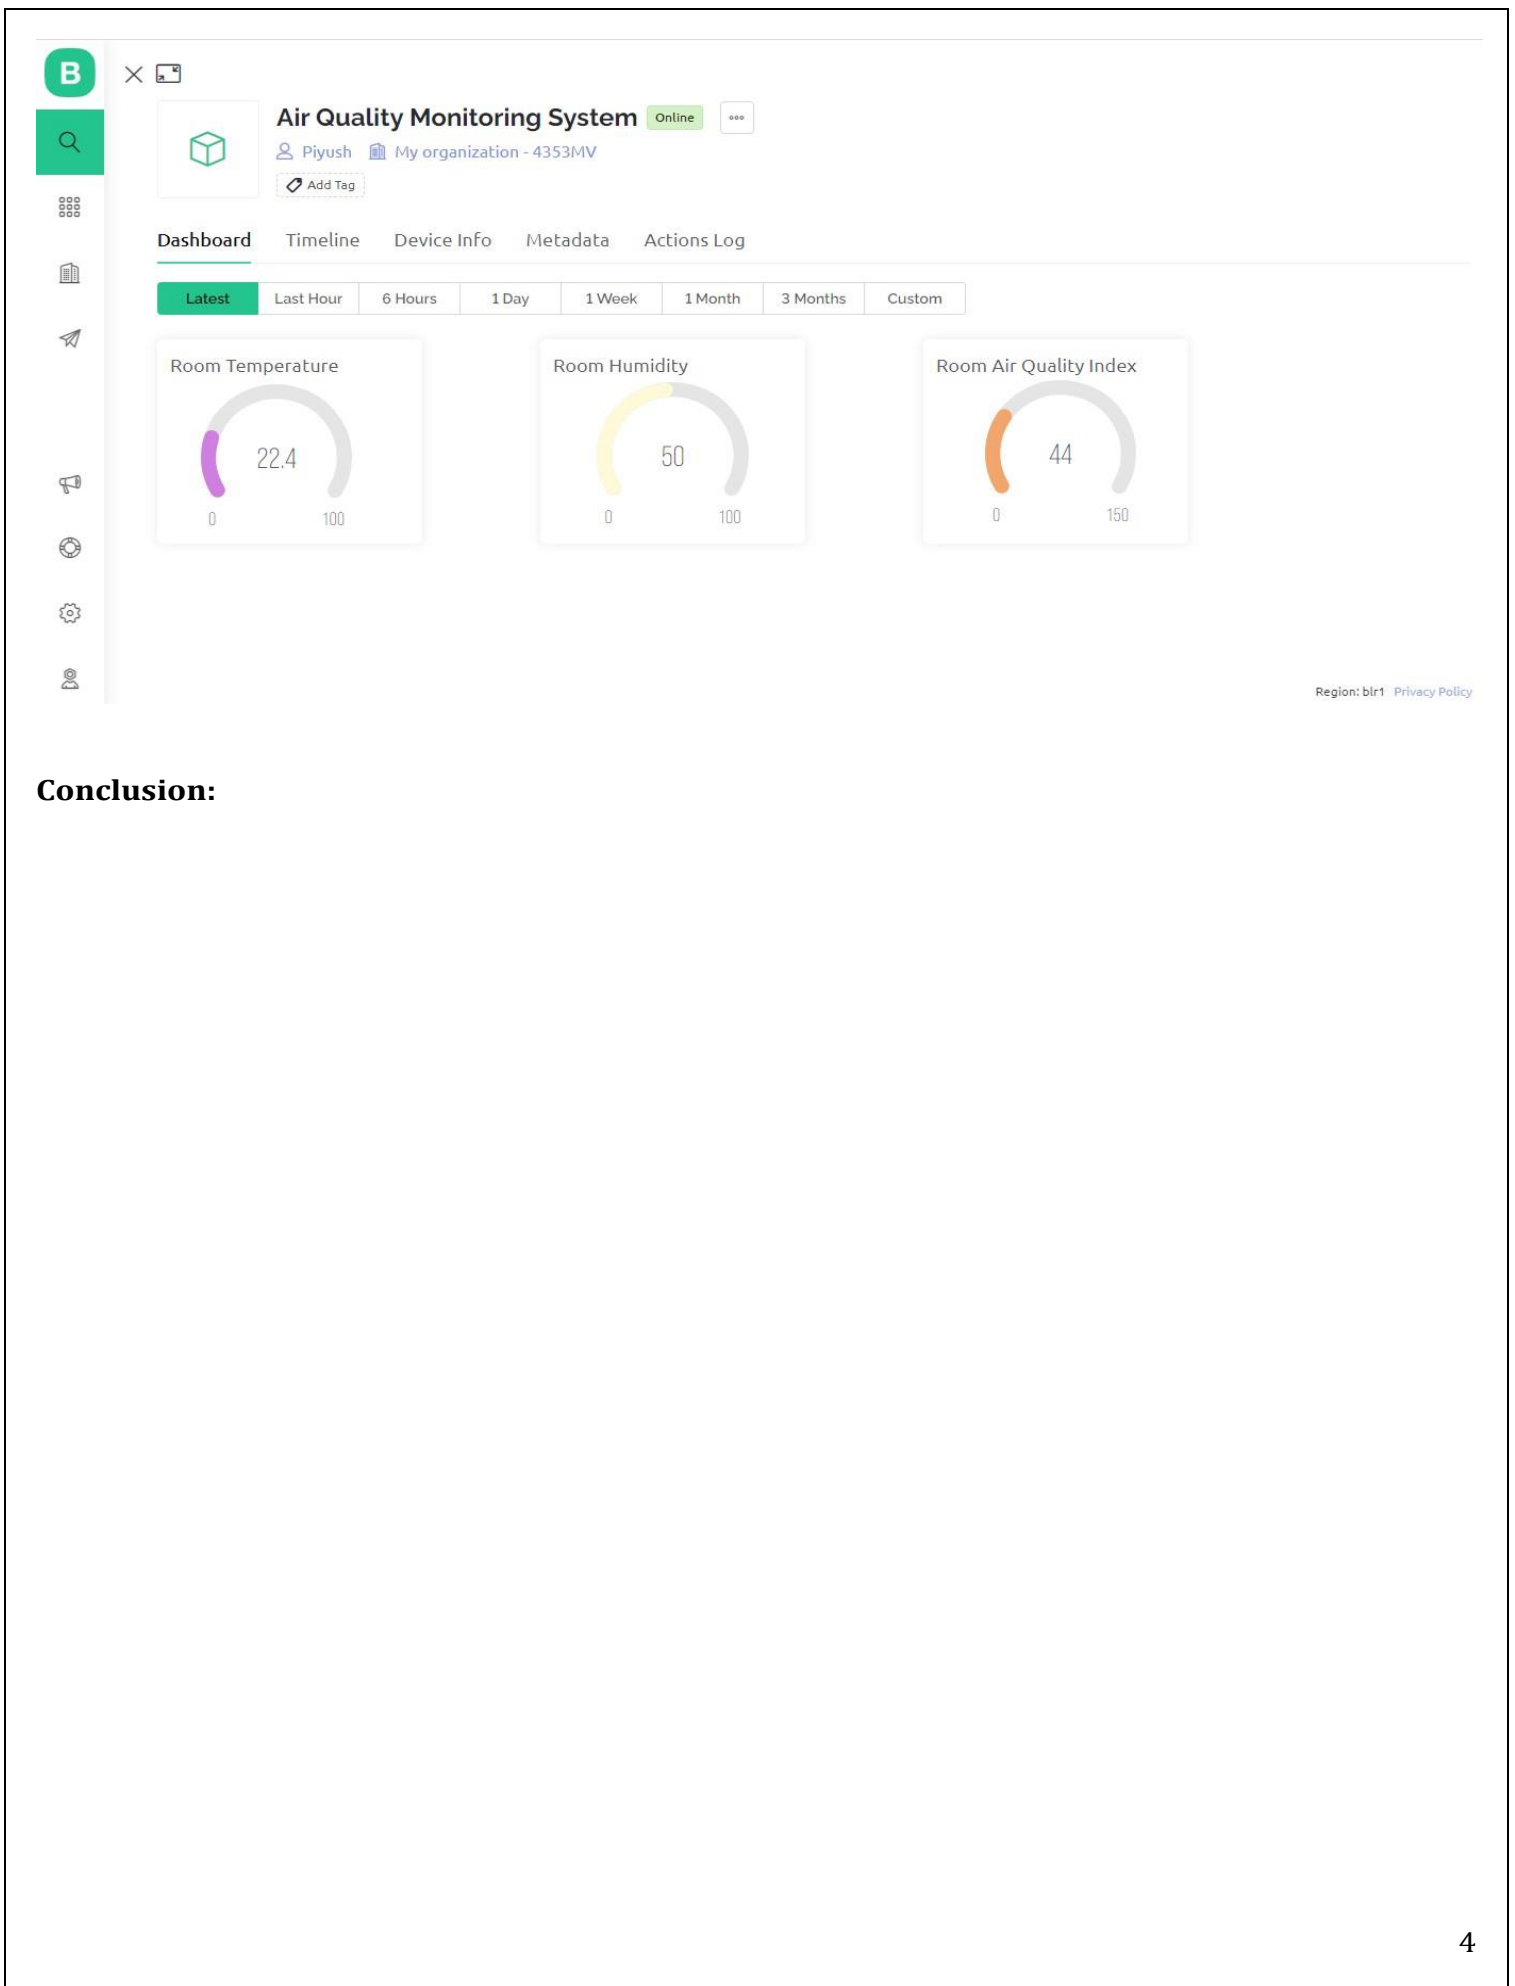 B
Air Quality Monitoring System Online
Piyush My organization - 4353MV
Add Tag
Dashboard Timeline Device Info Metadata Actions Log
Latest Last Hour 6 Hours 1 Day 1 Week 1 Month 3 Months Custom
Room Temperature
22.4
0 100
Room Humidity
50
0 100
Room Air Quality Index
44
0 150
Region: blr1 Privacy Policy
Conclusion:
4